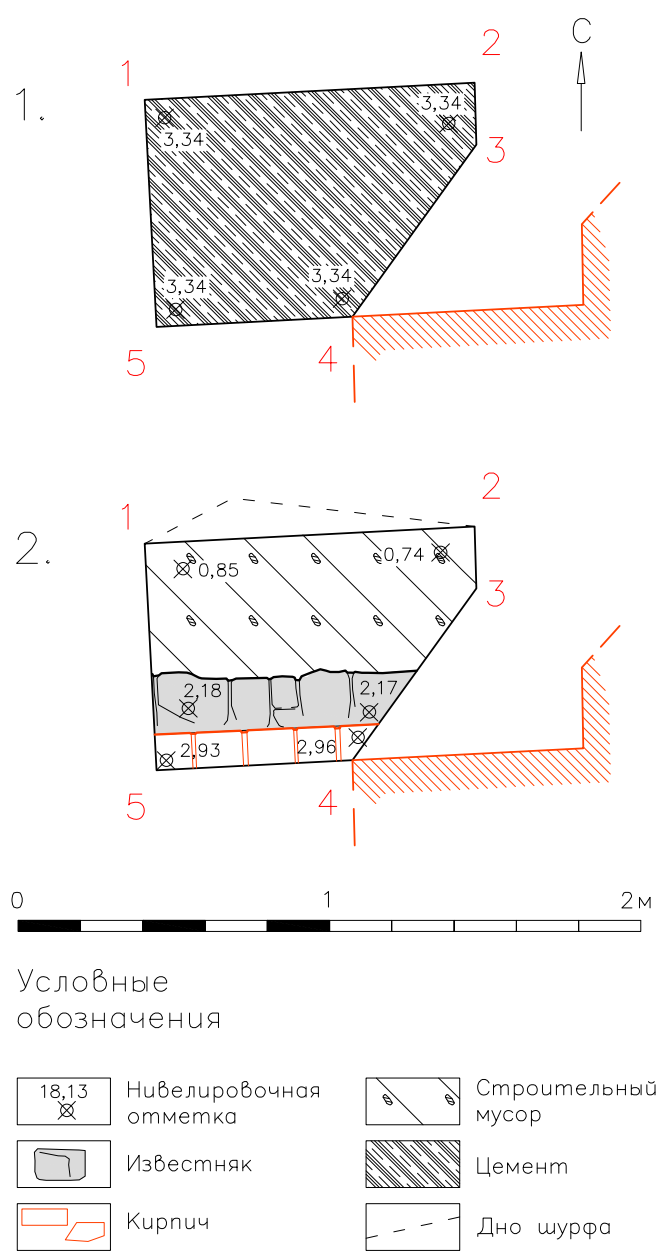 С
2
1
1.
3,34
3,34
3
3,34
3,34
5
4
2
1
2.
0,74
0,85
3
2,18
2,17
2,93
2,96
5
4
0 1 2 м
Условные
обозначения
18,13
Нивелировочная
отметка
Строительный
мусор
Известняк
Цемент
Кирпич
Дно шурфа